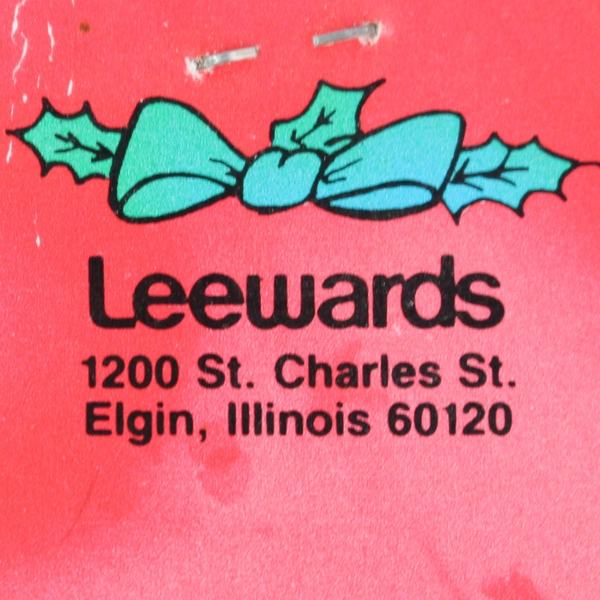 Leewards
1200 St. Charles St.
Elgin, Illinois 60120